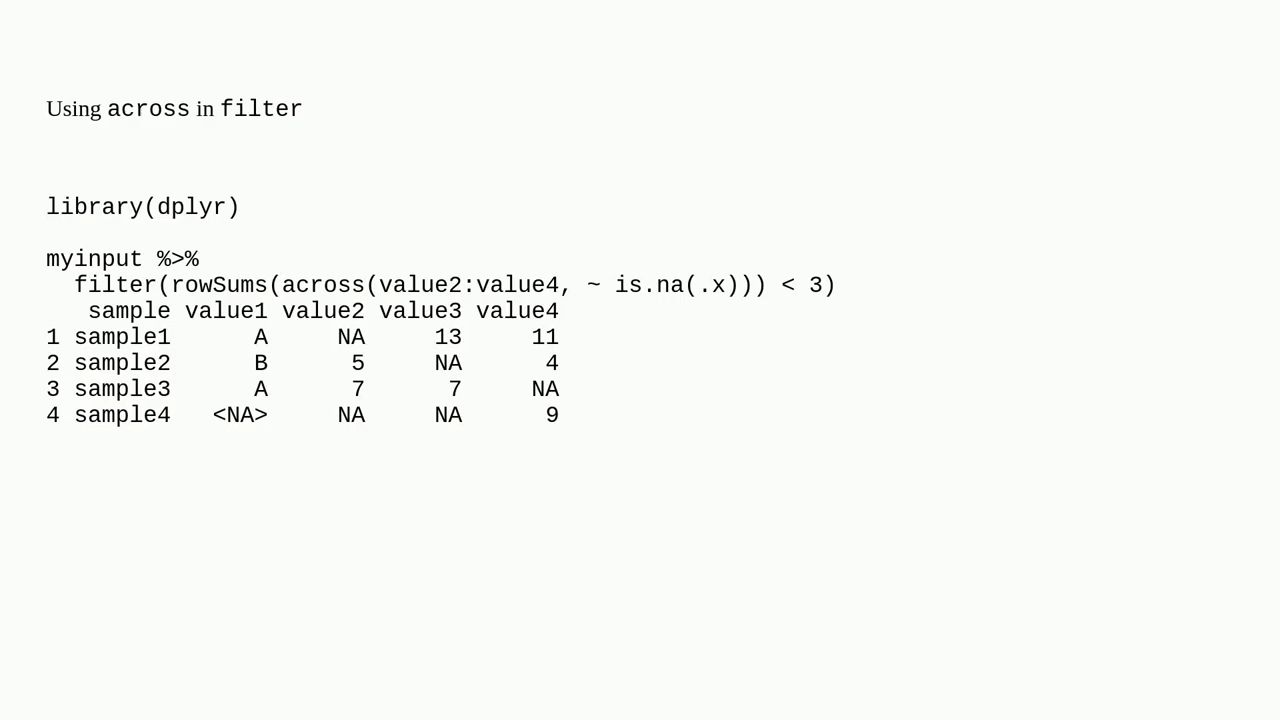 Using across in filter
library(dplyr)
myinput %>%
  filter(rowSums(across(value2:value4, ~ is.na(.x))) < 3)
   sample value1 value2 value3 value4
1 sample1      A     NA     13     11
2 sample2      B      5     NA      4
3 sample3      A      7      7     NA
4 sample4   <NA>     NA     NA      9